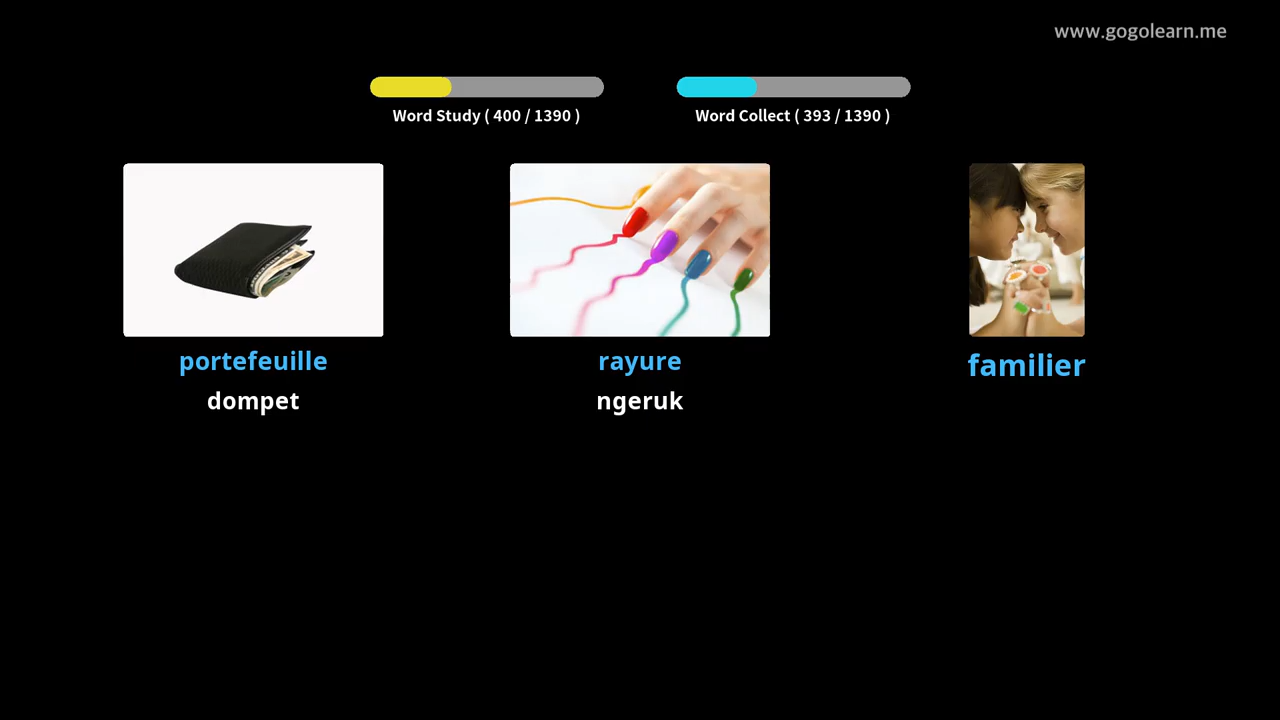 www.gogolearn.me
Word Study ( 400 / 1390 )
Word Collect ( 393 / 1390 )
portefeuille
dompet
rayure
ngeruk
familier